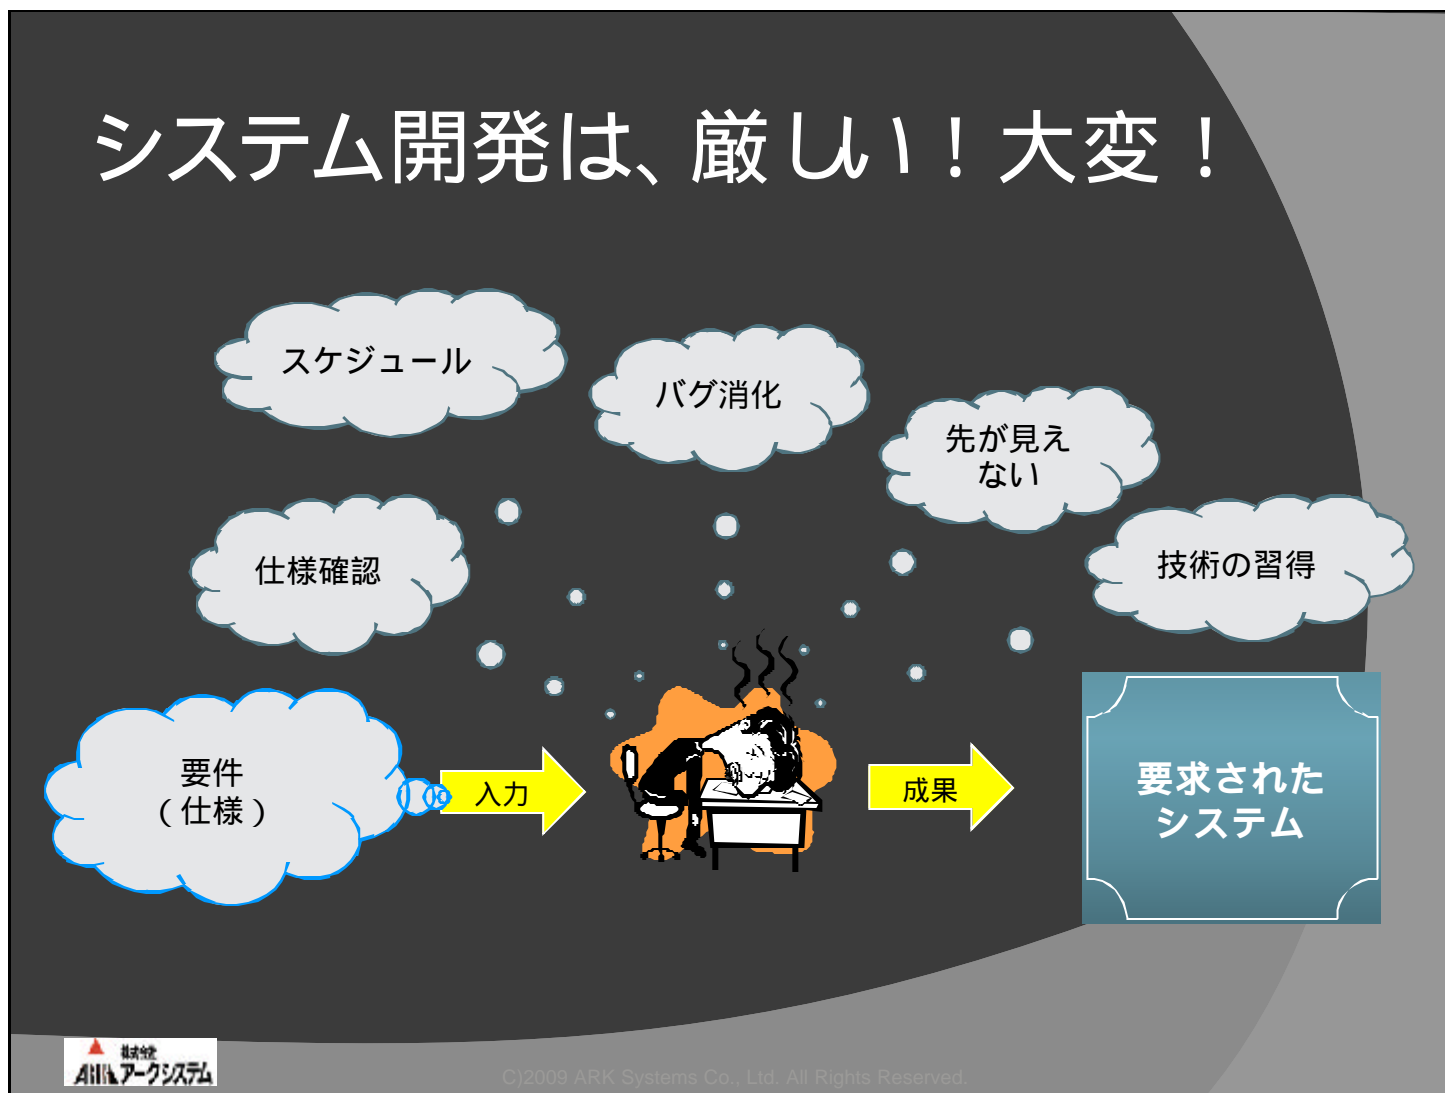 システム開発は、厳しい！大変！
スケジュール
バグ消化
先が見え
ない
仕様確認
技術の習得
要件
（仕様）
入力
成果
要求された
システム
株式会社
ARK アークシステム
C)2009 ARK Systems Co., Ltd. All Rights Reserved.